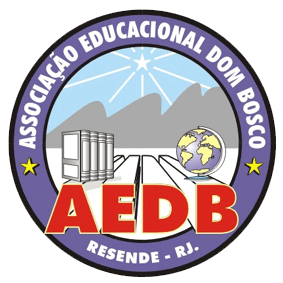 ASSOCIAÇÃO EDUCACIONAL DOM BOSCO
AEDB
RESENDE - RJ.